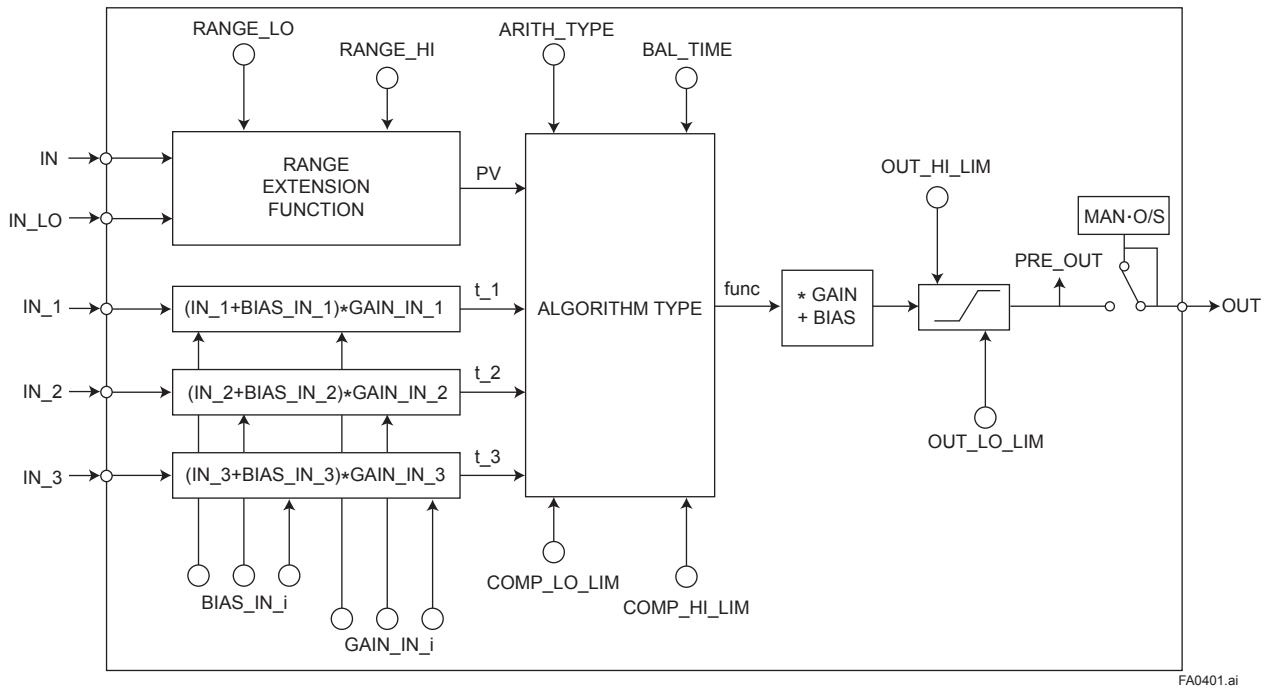 RANGE_LO
RANGE_HI
ARITH_TYPE
BAL_TIME
IN
IN_LO
RANGE
EXTENSION
FUNCTION
PV
OUT_HI_LIM
MAN·O/S
PRE_OUT
IN_1
(IN_1+BIAS_IN_1)*GAIN_IN_1
t_1
ALGORITHM TYPE
func
* GAIN
+ BIAS
OUT
IN_2
(IN_2+BIAS_IN_2)*GAIN_IN_2
t_2
OUT_LO_LIM
IN_3
(IN_3+BIAS_IN_3)*GAIN_IN_3
t_3
BIAS_IN_i
GAIN_IN_i
COMP_LO_LIM
COMP_HI_LIM
FA0401.ai